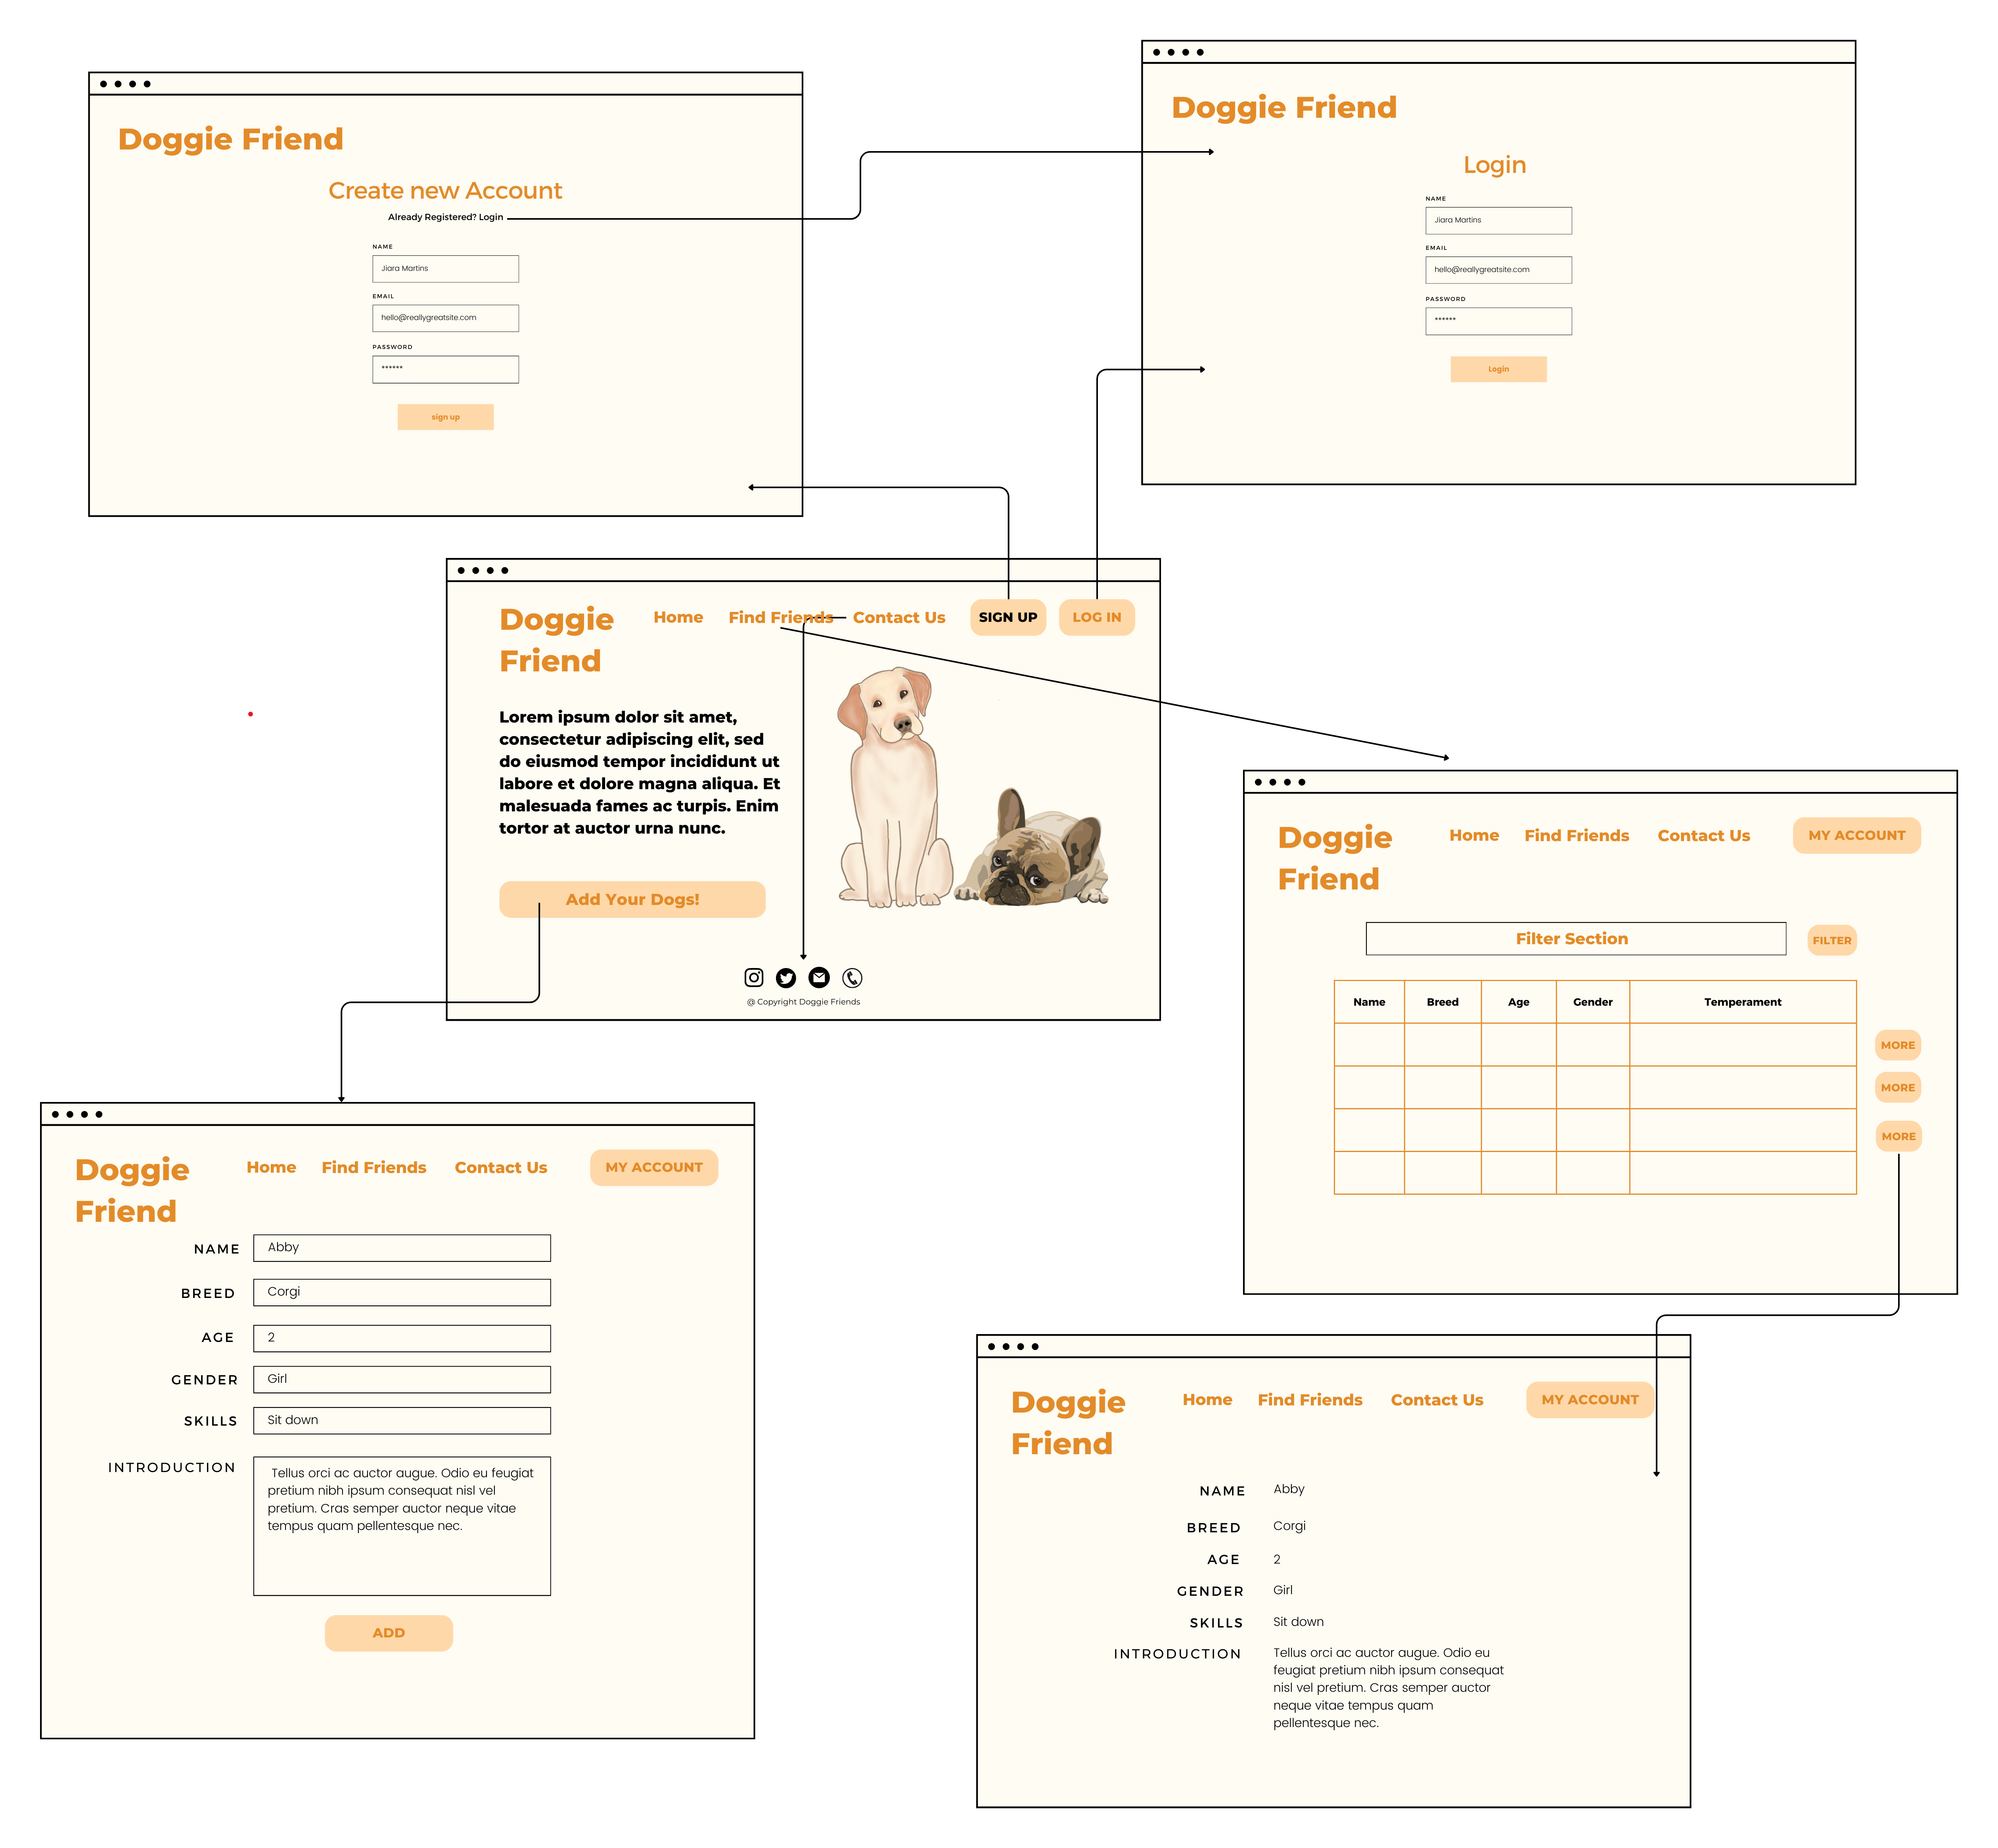 Doggie Friend
Create new Account
Already Registered? Login
NAME
Jiara Martins
EMAIL
hello@reallygreatsite.com
PASSWORD
******
sign up
Doggie Friend
Login
NAME
Jiara Martins
EMAIL
hello@reallygreatsite.com
PASSWORD
******
Login
Doggie
Friend
Home Find Friends Contact Us SIGN UP LOG IN
Lorem ipsum dolor sit amet,
consectetur adipiscing elit, sed
do eiusmod tempor incididunt ut
labore et dolore magna aliqua. Et
malesuada fames ac turpis. Enim
tortor at auctor urna nunc.
Add Your Dogs!
@ Copyright Doggie Friends
Doggie
Friend
Home Find Friends Contact Us MY ACCOUNT
Filter Section FILTER
Name Breed Age Gender Temperament
MORE
MORE
MORE
Doggie
Friend
Home Find Friends Contact Us MY ACCOUNT
NAME Abby
BREED Corgi
AGE 2
GENDER Girl
SKILLS Sit down
INTRODUCTION Tellus orci ac auctor augue. Odio eu feugiat
pretium nibh ipsum consequat nisl vel
pretium. Cras semper auctor neque vitae
tempus quam pellentesque nec.
ADD
Doggie
Friend
Home Find Friends Contact Us MY ACCOUNT
NAME Abby
BREED Corgi
AGE 2
GENDER Girl
SKILLS Sit down
INTRODUCTION Tellus orci ac auctor augue. Odio eu
feugiat pretium nibh ipsum consequat
nisl vel pretium. Cras semper auctor
neque vitae tempus quam
pellentesque nec.